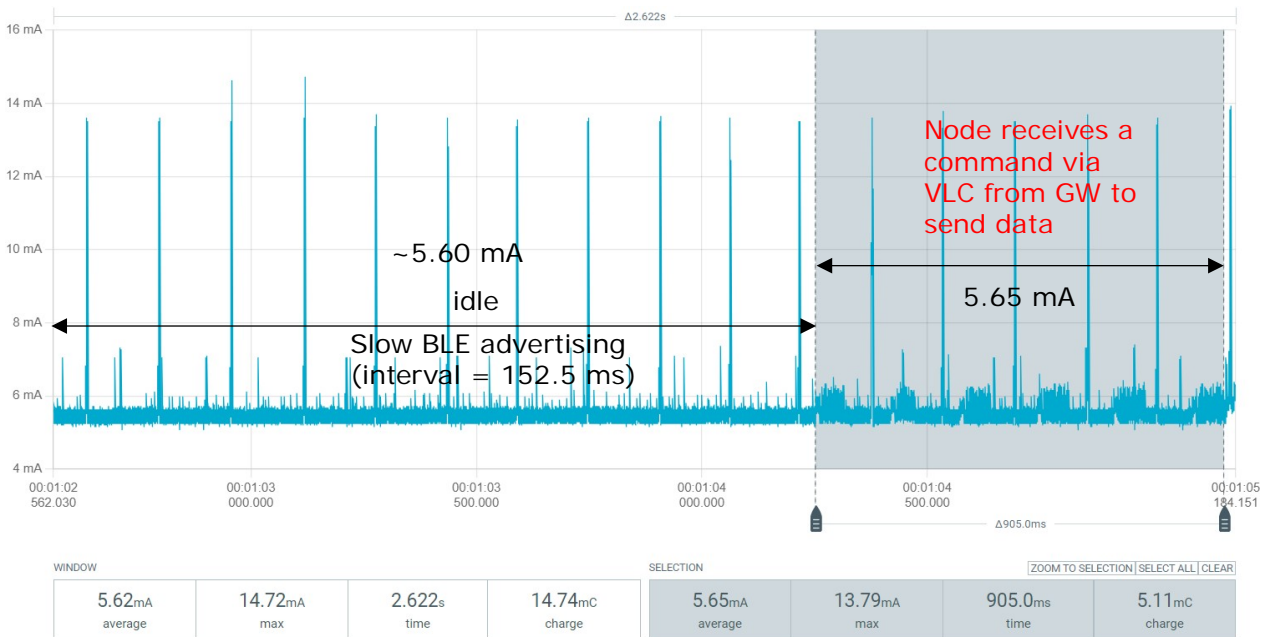 Δ2.622s
16 mA
14 mA
12 mA
10 mA
8 mA
6 mA
4 mA
Node receives a
command via
VLC from GW to
send data
~5.60 mA
idle
Slow BLE advertising
(interval = 152.5 ms)
5.65 mA
00:01:02
562.030
00:01:03
000.000
00:01:03
500.000
00:01:04
000.000
00:01:04
500.000
00:01:05
184.151
Δ905.0ms
WINDOW
5.62mA
average
14.72mA
max
2.622s
time
14.74mC
charge
SELECTION
ZOOM TO SELECTION SELECT ALL CLEAR
5.65mA
average
13.79mA
max
905.0ms
time
5.11mC
charge